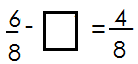 6/8 - □ = 4/8